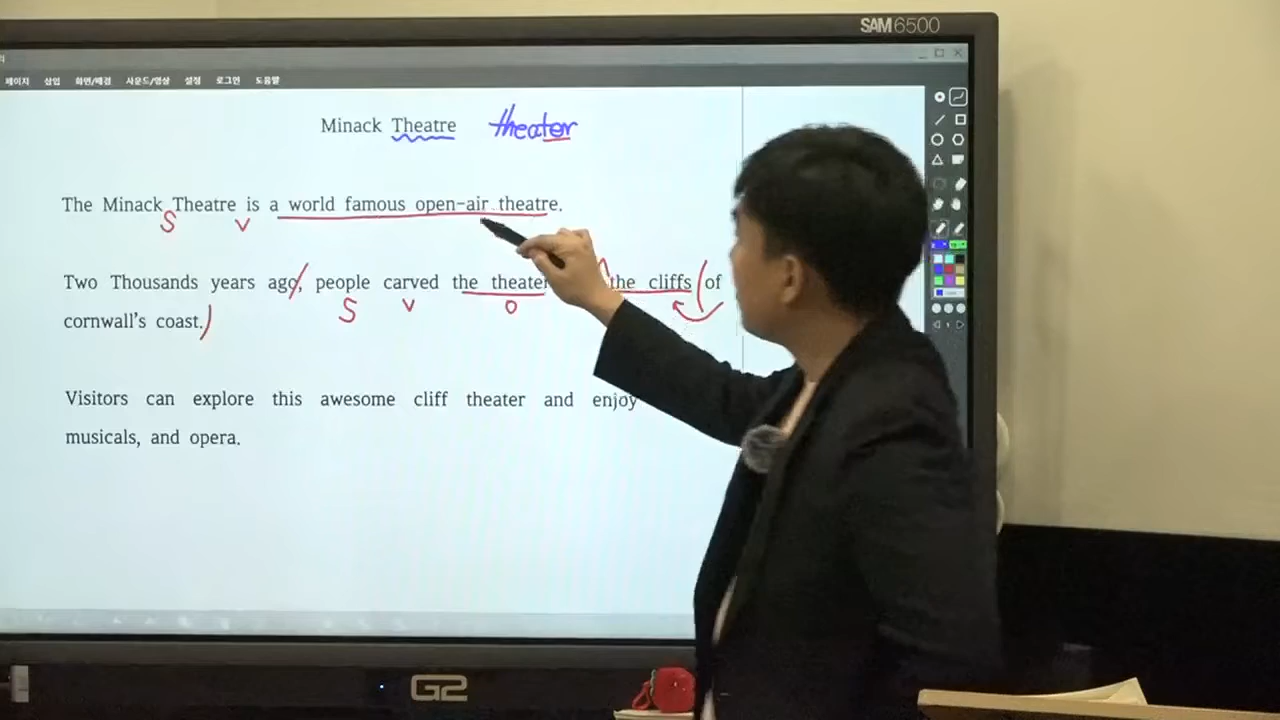 SAM6500
페이지 삽입 화면/배경 사운드/영상 설정 로그인 도움말
Minack Theatre theater
The Minack Theatre is a world famous open-air theatre.
S V
Two Thousands years ago, people carved the theater the cliffs of
S V O
cornwall's coast.
Visitors can explore this awesome cliff theater and enjoy
musicals, and opera.
G2